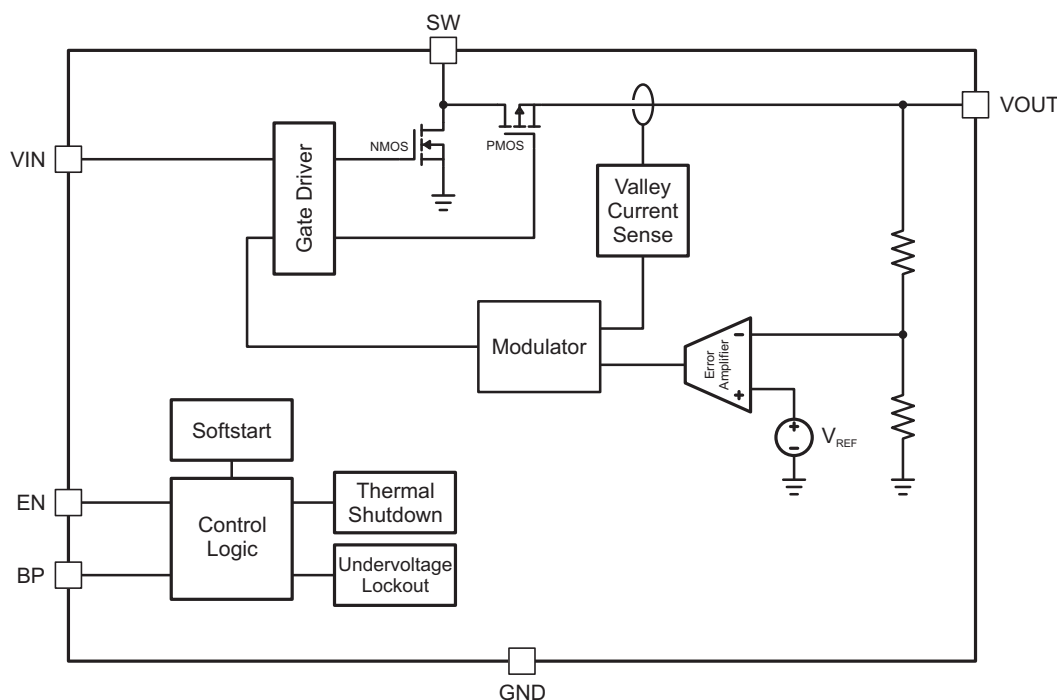 SW
VOUT
VIN
NMOS
PMOS
Gate Driver
Valley
Current
Sense
Modulator
Error
Amplifier
-
+
+
-
VREF
Softstart
EN
Control
Logic
Thermal
Shutdown
BP
Undervoltage
Lockout
GND